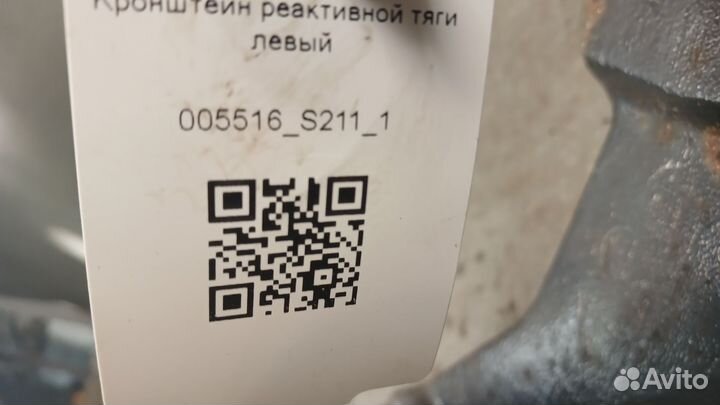 Кронштейн реактивной тяги
левый
005516_S211_1
Avito